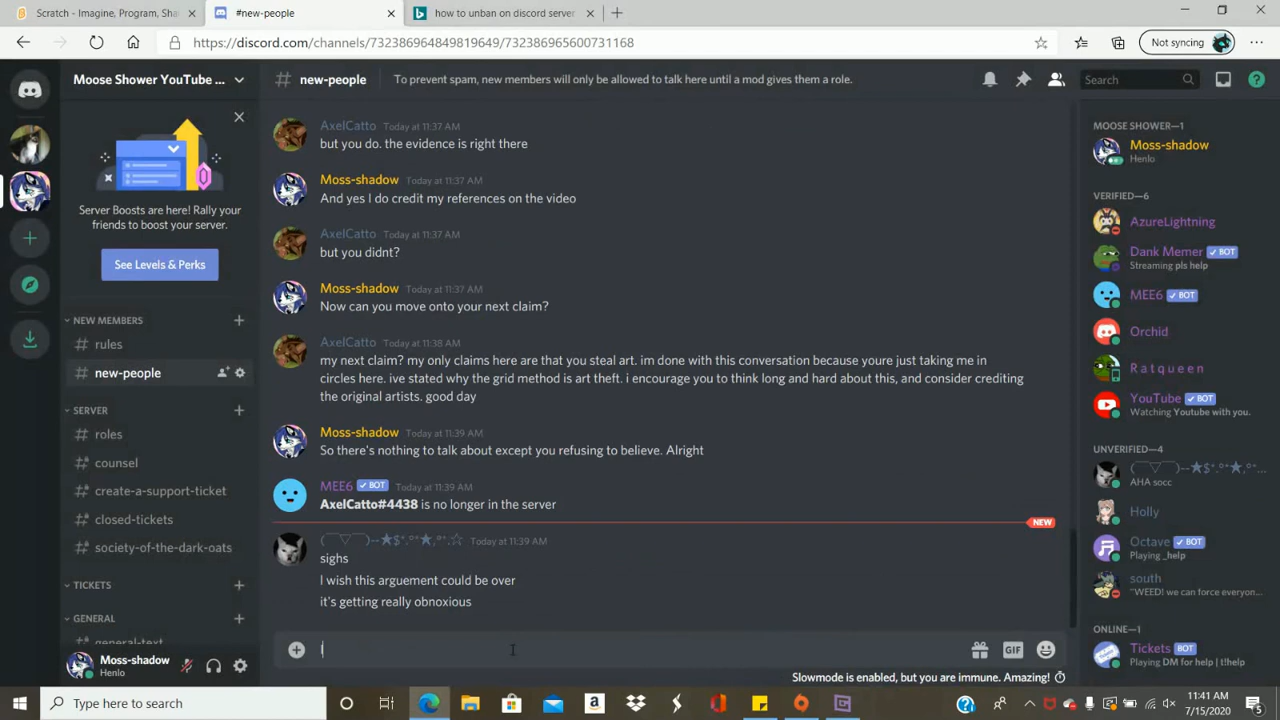 Scratch - Imagine, Program, Sha
#new-people
how to unban on discord server
https://discord.com/channels/732386964849819649/732386965600731168
Not syncing
Moose Shower YouTube ...
new-people
To prevent spam, new members will only be allowed to talk here until a mod gives them a role.
Search
Server Boosts are here! Rally your
friends to boost your server.
See Levels & Perks
NEW MEMBERS
rules
new-people
SERVER
roles
counsel
create-a-support-ticket
closed-tickets
society-of-the-dark-oats
TICKETS
GENERAL
general-text
Moss-shadow
Henlo
AxelCatto Today at 11:37 AM
but you do. the evidence is right there
Moss-shadow Today at 11:37 AM
And yes I do credit my references on the video
AxelCatto Today at 11:37 AM
but you didnt?
Moss-shadow Today at 11:37 AM
Now can you move onto your next claim?
AxelCatto Today at 11:38 AM
my next claim? my only claims here are that you steal art. im done with this conversation because youre just taking me in
circles here. ive stated why the grid method is art theft. i encourage you to think long and hard about this, and consider crediting
the original artists. good day
Moss-shadow Today at 11:39 AM
So there's nothing to talk about except you refusing to believe. Alright
MEE6 BOT Today at 11:39 AM
AxelCatto#4438 is no longer in the server
NEW
Today at 11:39 AM
sighs
I wish this arguement could be over
it's getting really obnoxious
GIF
Slowmode is enabled, but you are immune. Amazing!
MOOSE SHOWER—1
Moss-shadow
Henlo
VERIFIED—6
AzureLightning
Dank Memer BOT
Streaming pls help
MEE6 BOT
Orchid
R a t q u e e n
YouTube BOT
Watching Youtube with you.
UNVERIFIED—4
AHA socc
Holly
Octave BOT
Playing _help
south
"WEED! we can force everyon...
ONLINE—1
Tickets BOT
Playing DM for help | t!help
Type here to search
11:41 AM
7/15/2020
5